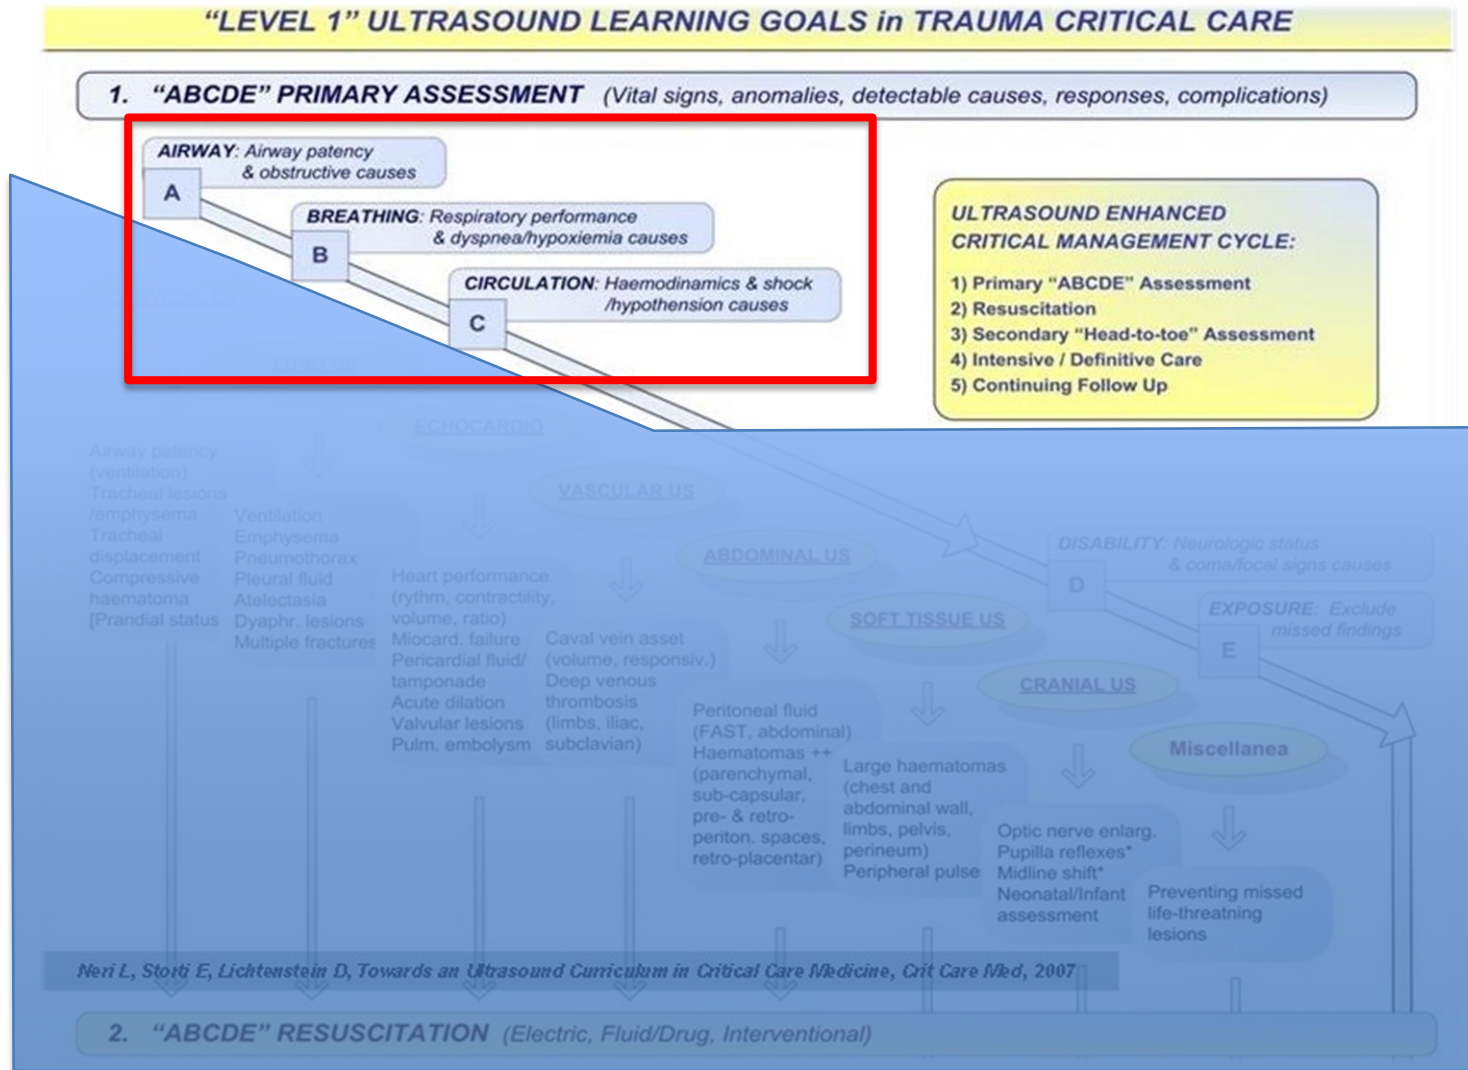 “LEVEL 1” ULTRASOUND LEARNING GOALS in TRAUMA CRITICAL CARE
1. “ABCDE” PRIMARY ASSESSMENT (Vital signs, anomalies, detectable causes, responses, complications)
AIRWAY: Airway patency
& obstructive causes
A
BREATHING: Respiratory performance
& dyspnea/hypoxiemia causes
B
CIRCULATION: Haemodinamics & shock
/hypothension causes
C
ULTRASOUND ENHANCED
CRITICAL MANAGEMENT CYCLE:
1) Primary “ABCDE” Assessment
2) Resuscitation
3) Secondary “Head-to-toe” Assessment
4) Intensive / Definitive Care
5) Continuing Follow Up
LUNG US
ECHOCARDIO
VASCULAR US
ABDOMINAL US
SOFT TISSUE US
CRANIAL US
Miscellanea
DISABILITY: Neurologic status
& coma/focal signs causes
D
EXPOSURE: Exclude
missed findings
E
Airway patency
(ventilation)
Tracheal lesions
/emphysema
Tracheal
displacement
Compressive
haematoma
[Prandial status
Ventilation
Emphysema
Pneumothorax
Pleural fluid
Atelectasia
Dyaphr. lesions
Multiple fractures
Heart performance
(rythm, contractility,
volume, ratio)
Miocard. failure
Pericardial fluid/
tamponade
Acute dilation
Valvular lesions
Pulm. embolysm
Caval vein asset
(volume, responsiv.)
Deep venous
thrombosis
(limbs, iliac,
subclavian)
Peritoneal fluid
(FAST, abdominal)
Haematomas ++
(parenchymal,
sub-capsular,
pre- & retro-
periton. spaces,
retro-placentar)
Large haematomas
(chest and
abdominal wall,
limbs, pelvis,
perineum)
Peripheral pulse
Optic nerve enlarg.
Pupilla reflexes*
Midline shift*
Neonatal/Infant
assessment
Preventing missed
life-threatning
lesions
Neri L, Storti E, Lichtenstein D, Towards an Ultrasound Curriculum in Critical Care Medicine, Crit Care Med, 2007
2. “ABCDE” RESUSCITATION (Electric, Fluid/Drug, Interventional)